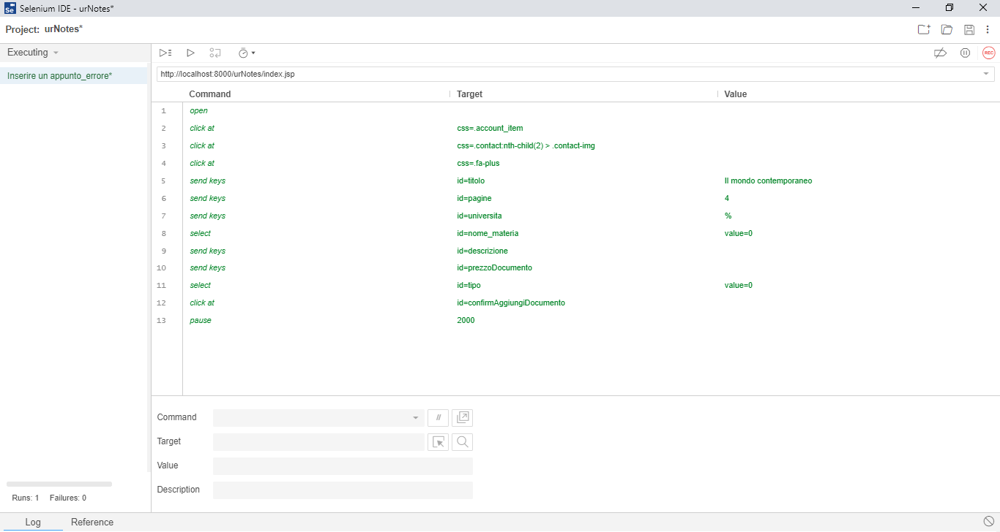 Se Selenium IDE - urNotes*
Project: urNotes*
Executing
Inserire un appunto_errore*
REC
http://localhost:8000/urNotes/index.jsp
Command Target Value
1 open
2 click at css=.account_item
3 click at css=.contact:nth-child(2) > .contact-img
4 click at css=.fa-plus
5 send keys id=titolo Il mondo contemporaneo
6 send keys id=pagine 4
7 send keys id=universita %
8 select id=nome_materia value=0
9 send keys id=descrizione
10 send keys id=prezzoDocumento
11 select id=tipo value=0
12 click at id=confirmAggiungiDocumento
13 pause 2000
Command //
Target
Value
Description
Runs: 1 Failures: 0
Log Reference